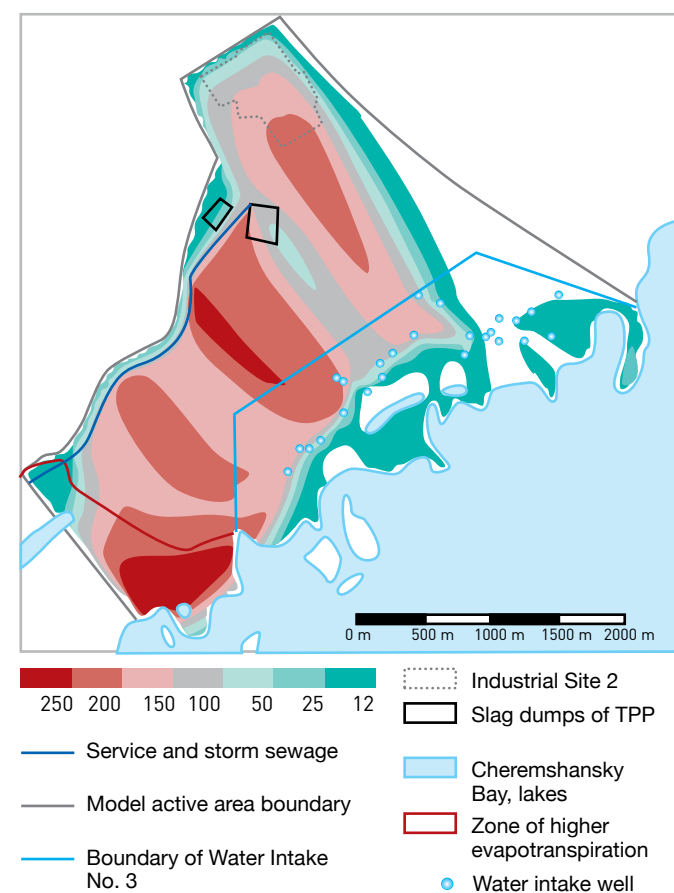 0 m 500 m 1000 m 1500 m 2000 m
250 200 150 100 50 25 12
Service and storm sewage
Model active area boundary
Boundary of Water Intake
No. 3
Industrial Site 2
Slag dumps of TPP
Cheremshansky
Bay, lakes
Zone of higher
evapotranspiration
Water intake well